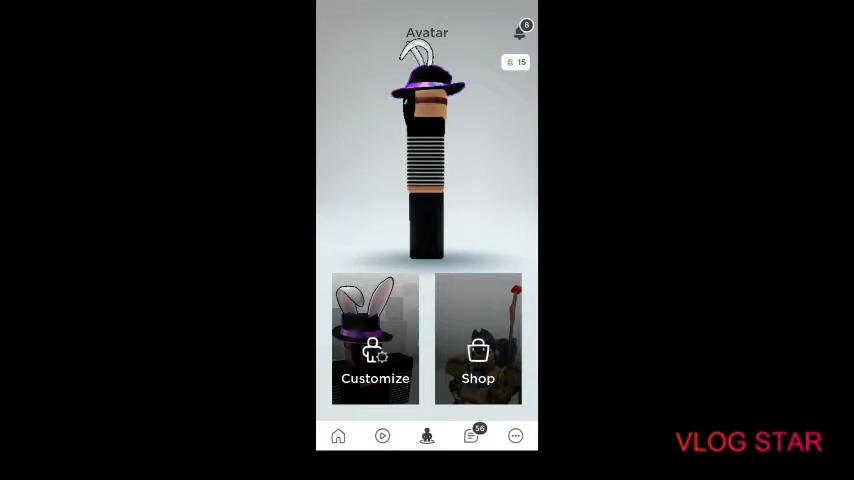 Avatar
8
15
Customize
Shop
56
VLOG STAR